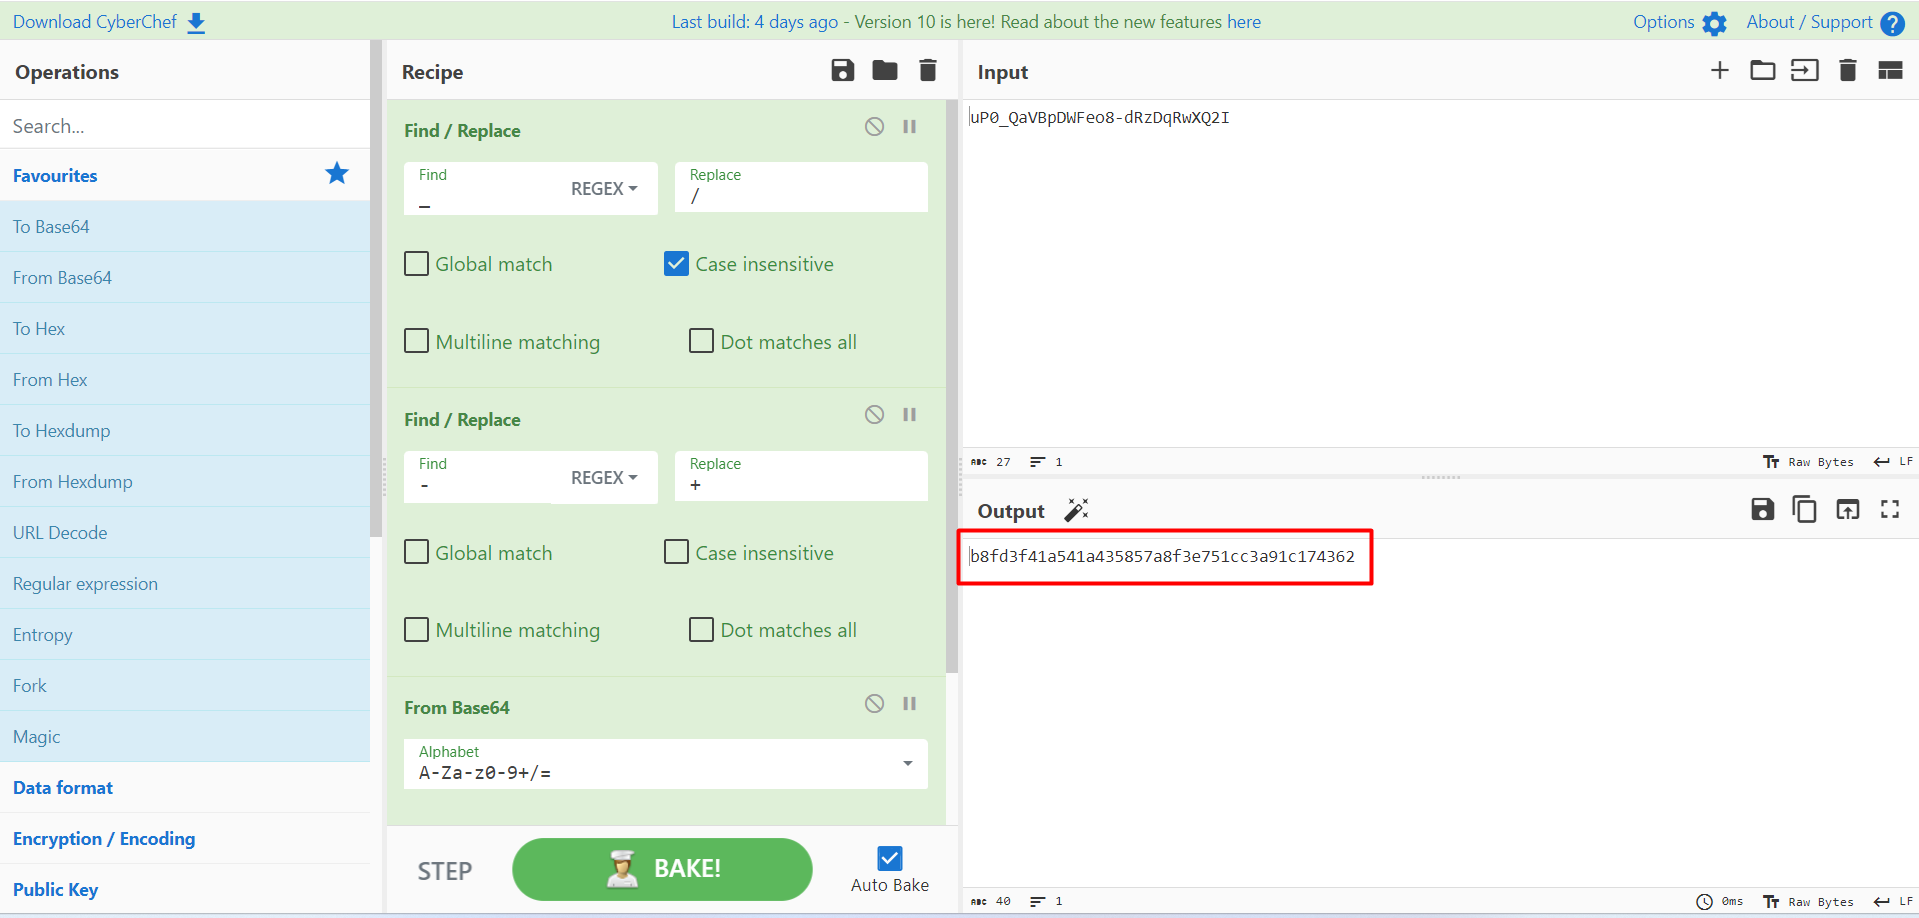 Download CyberChef
Last build: 4 days ago - Version 10 is here! Read about the new features here
Options
About / Support
Operations
Search...
Favourites
To Base64
From Base64
To Hex
From Hex
To Hexdump
From Hexdump
URL Decode
Regular expression
Entropy
Fork
Magic
Data format
Encryption / Encoding
Public Key
Recipe
Find / Replace
Find
_
REGEX
Replace
/
Global match
Case insensitive
Multiline matching
Dot matches all
Find / Replace
Find
-
REGEX
Replace
+
Global match
Case insensitive
Multiline matching
Dot matches all
From Base64
Alphabet
A-Za-z0-9+/=
STEP
BAKE!
Auto Bake
Input
uP0_QaVBpDWFeo8-dRzDqRwXQ2I
ABC 27
1
Tт Raw Bytes
LF
Output
b8fd3f41a541a435857a8f3e751cc3a91c174362
ABC 40
1
0ms
Tт Raw Bytes
LF